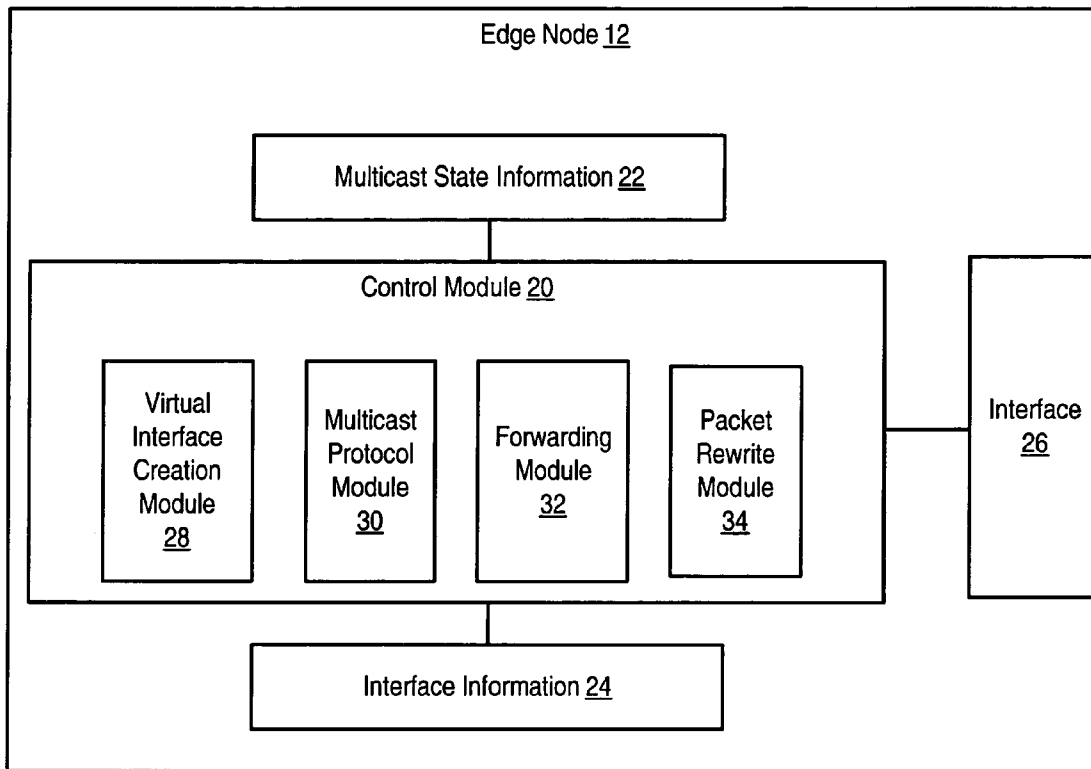 Edge Node 12
Multicast State Information 22
Control Module 20
Virtual
Interface
Creation
Module
28
Multicast
Protocol
Module
30
Forwarding
Module
32
Packet
Rewrite
Module
34
Interface
26
Interface Information 24